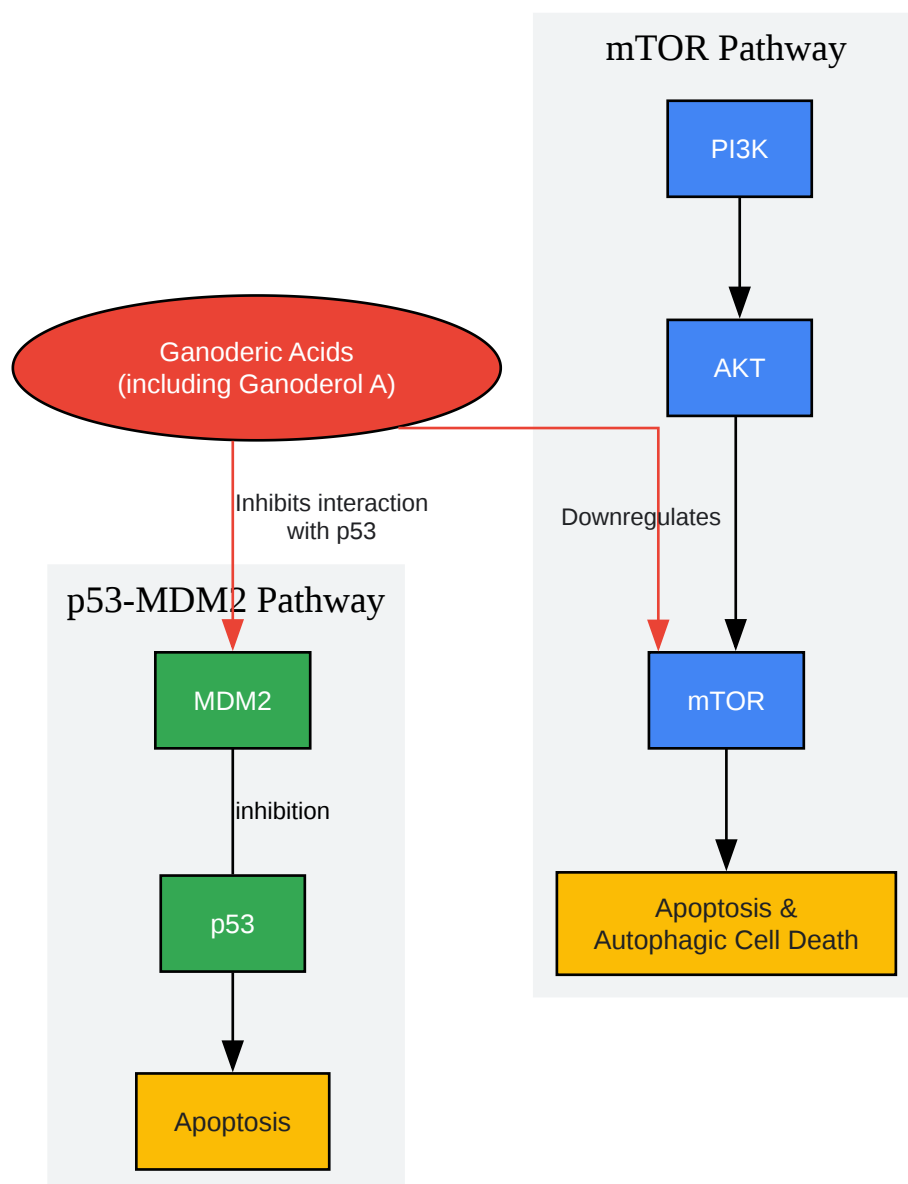 mTOR Pathway
PI3K
AKT
Ganoderic Acids
(including Ganoderol A)
Inhibits interaction
with p53
Downregulates
p53-MDM2 Pathway
MDM2
mTOR
inhibition
p53
Apoptosis &
Autophagic Cell Death
Apoptosis